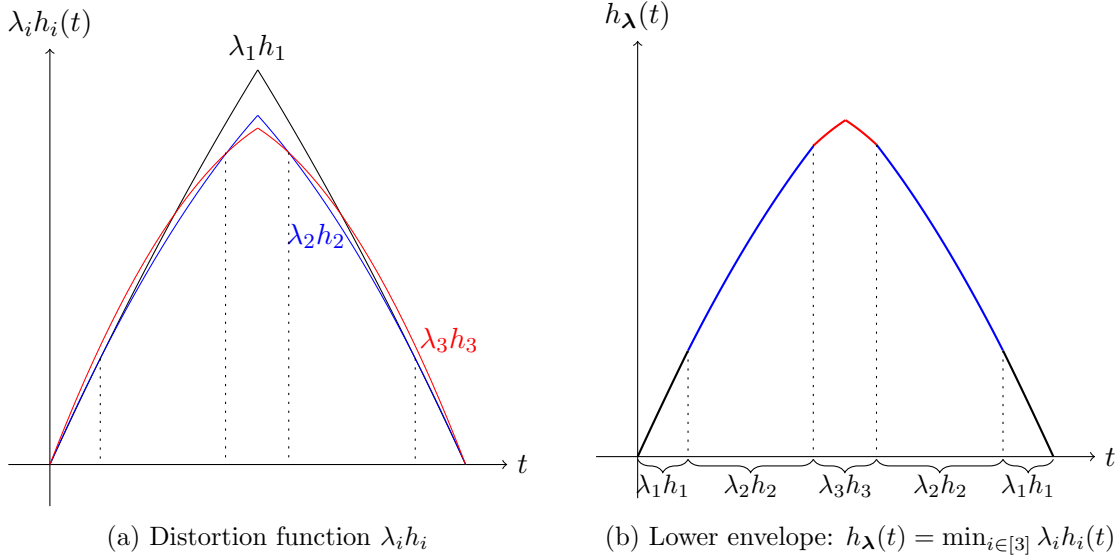 λ_i h_i(t)
λ_1 h_1
λ_2 h_2
λ_3 h_3
t
(a) Distortion function λ_i h_i
h_λ(t)
t
λ_1 h_1 λ_2 h_2 λ_3 h_3 λ_2 h_2 λ_1 h_1
(b) Lower envelope: h_λ(t) = min_{i∈[3]} λ_i h_i(t)